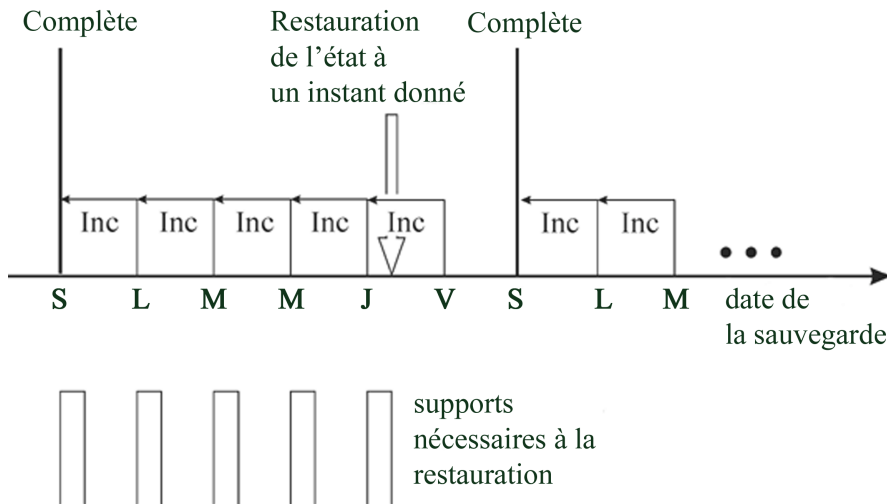 Complète
Restauration
de l’état à
un instant donné
Complète
Inc
Inc
Inc
Inc
Inc
Inc
Inc
S
L
M
M
J
V
S
L
M
date de
la sauvegarde
supports
nécessaires à la
restauration